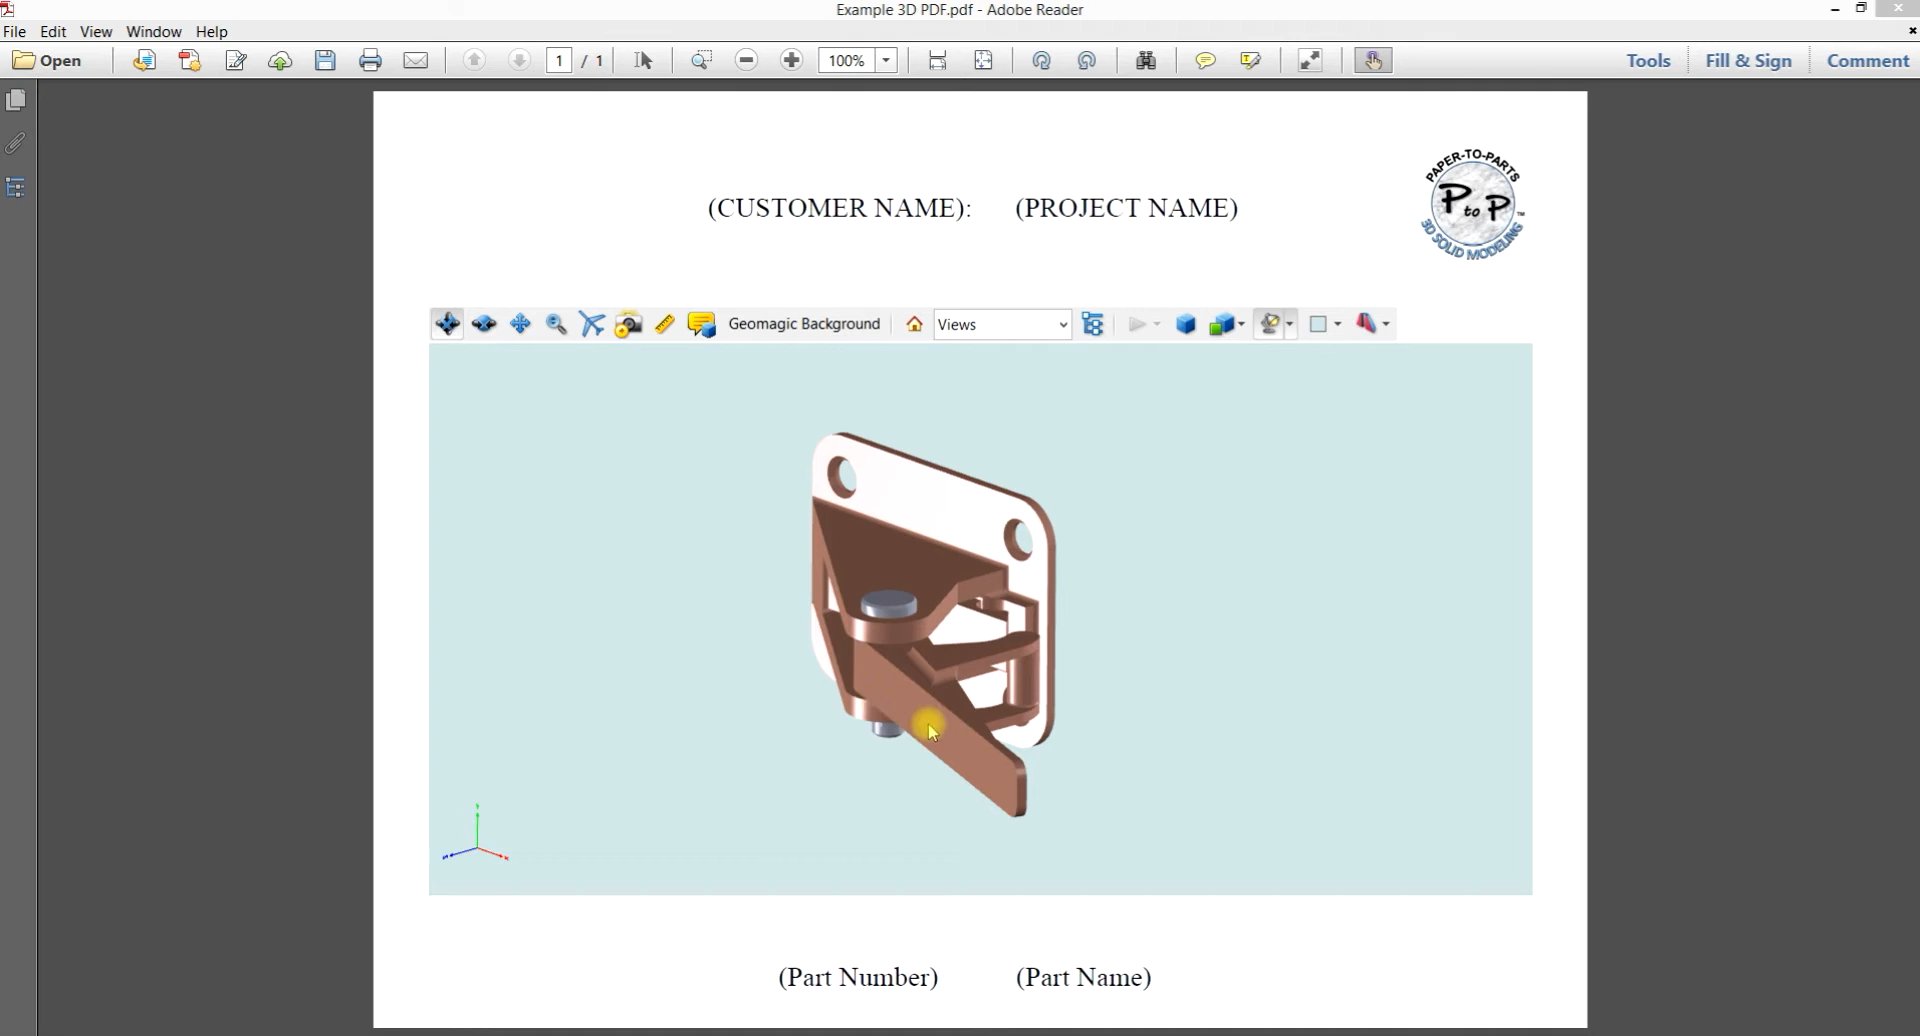 Example 3D PDF.pdf - Adobe Reader
File Edit View Window Help
Open 1 / 1 100% Tools Fill & Sign Comment
(CUSTOMER NAME): (PROJECT NAME)
PAPER-TO-PARTS
P to P ™
3D SOLID MODELING
Geomagic Background Views
(Part Number) (Part Name)